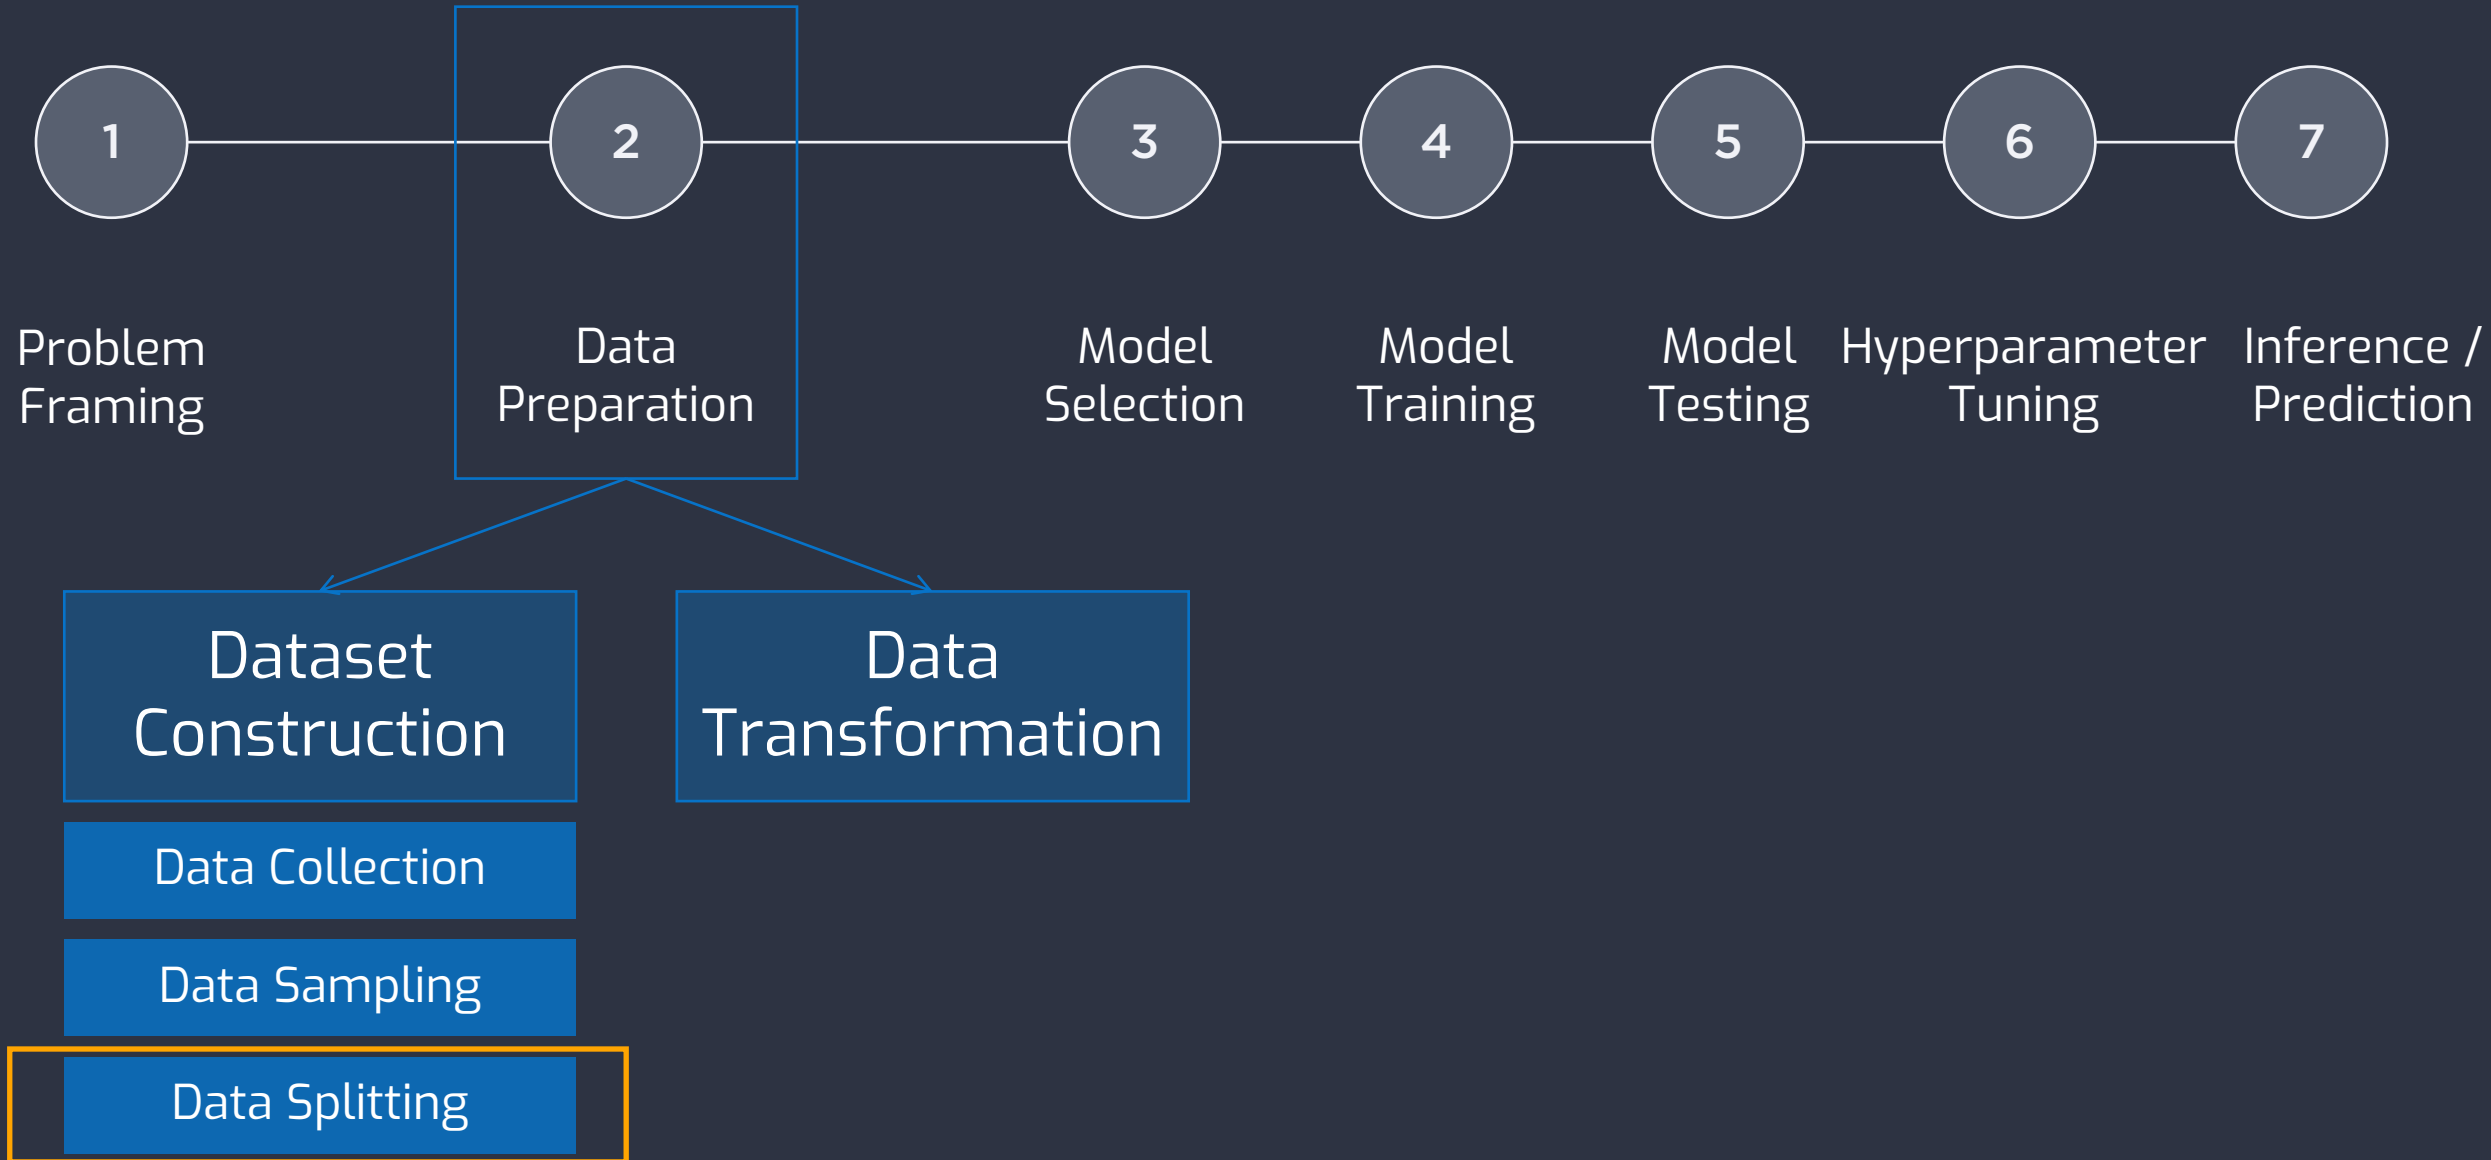 1
2
3
4
5
6
7
Problem
Framing
Data
Preparation
Model
Selection
Model
Training
Model
Testing
Hyperparameter
Tuning
Inference /
Prediction
Dataset
Construction
Data
Transformation
Data Collection
Data Sampling
Data Splitting